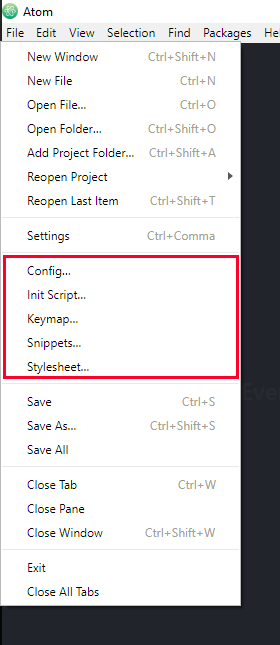 Atom
File Edit View Selection Find Packages He
New Window Ctrl+Shift+N
New File Ctrl+N
Open File... Ctrl+O
Open Folder... Ctrl+Shift+O
Add Project Folder... Ctrl+Shift+A
Reopen Project
Reopen Last Item Ctrl+Shift+T
Settings Ctrl+Comma
Config...
Init Script...
Keymap...
Snippets...
Stylesheet...
Eve
Save Ctrl+S
Save As... Ctrl+Shift+S
Save All
Close Tab Ctrl+W
Close Pane
Close Window Ctrl+Shift+W
Exit
Close All Tabs